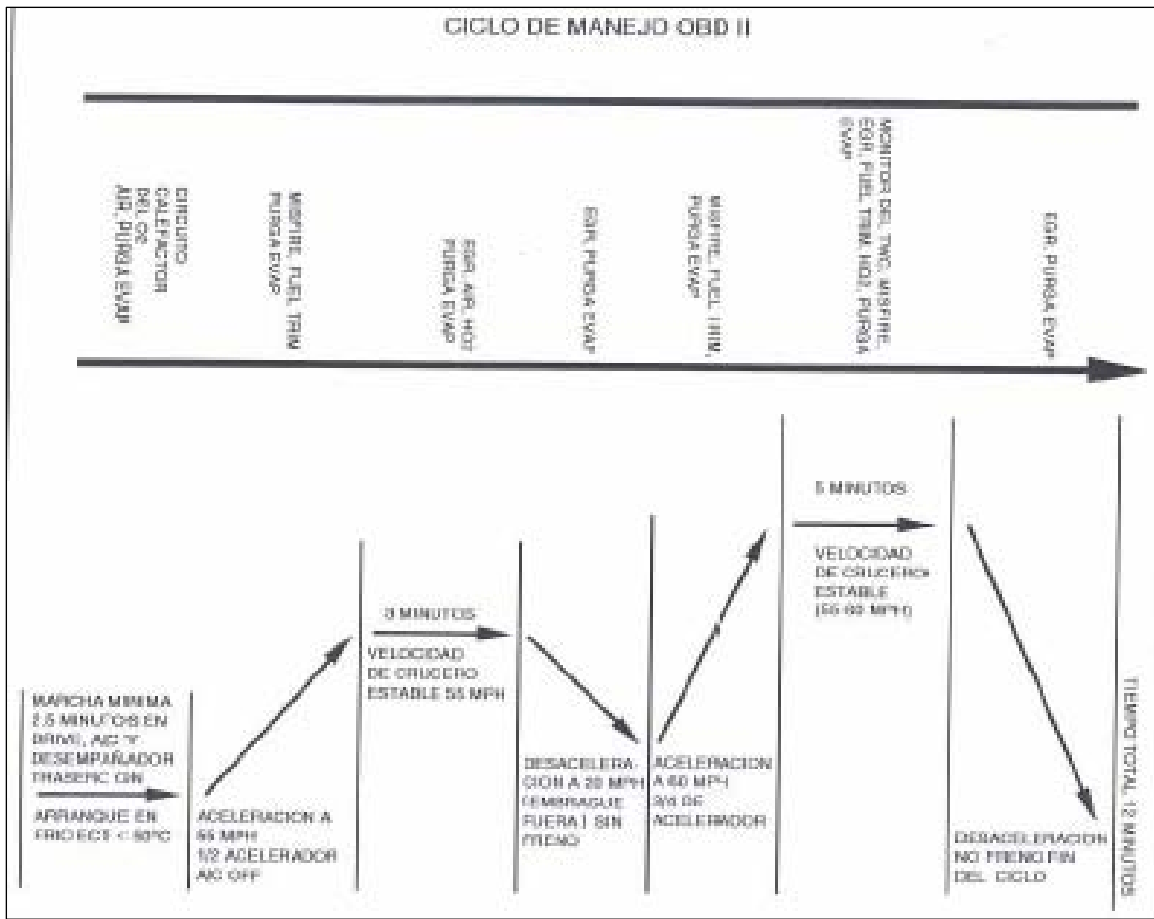 CICLO DE MANEJO OBD II
CIRCUITO
CALEFACTOR
DEL O2
AIR, PURGA EVAP
MISFIRE, FUEL TRIM
PURGA EVAP
EGR, AIR, HO2
PURGA EVAP
EGR, PURGA EVAP
MISFIRE, FUEL TRIM,
PURGA EVAP
MONITOR DEL TWC, MISFIRE,
EGR, FUEL TRIM, HO2, PURGA
EVAP
EGR, PURGA EVAP
MARCHA MINIMA
2.5 MINUTOS EN
DRIVE, A/C Y
DESEMPAÑADOR
ARRANQUE EN
FRIO ECT <
ACELERACION A
55 MPH
1/2 ACELERADOR
A/C OFF
3 MINUTOS
VELOCIDAD
DE CRUCERO
ESTABLE 55 MPH
DESACELERA-
CION A 20 MPH
(EMBRAGUE
FUERA) SIN
FRENO
ACELERACION
A 60 MPH
3/4 DE
ACELERADOR
5 MINUTOS
VELOCIDAD
DE CRUCERO
ESTABLE
MPH)
DESACELERACION
NO FRENO FIN
DEL CICLO
TIEMPO TOTAL 12 MINUTOS